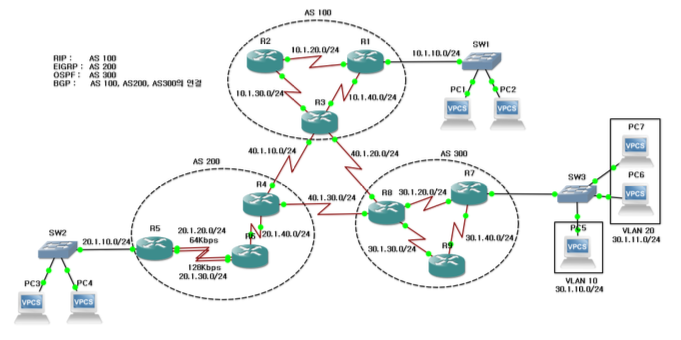 AS 100
R2
R1
10.1.20.0/24
10.1.10.0/24
SW1
RIP : AS 100
EIGRP : AS 200
OSPF : AS 300
BGP : AS 100, AS200, AS300의 연결
10.1.30.0/24
10.1.40.0/24
PC1
PC2
VPCS
VPCS
R3
PC7
VPCS
40.1.10.0/24
40.1.20.0/24
AS 200
AS 300
R7
SW3
PC6
VPCS
R4
40.1.30.0/24
R8
30.1.20.0/24
VLAN 20
30.1.11.0/24
SW2
20.1.10.0/24
R5
20.1.20.0/24
64Kbps
R6
20.1.40.0/24
30.1.30.0/24
30.1.40.0/24
R9
PC5
VPCS
128Kbps
20.1.30.0/24
PC3
PC4
VPCS
VPCS
VLAN 10
30.1.10.0/24